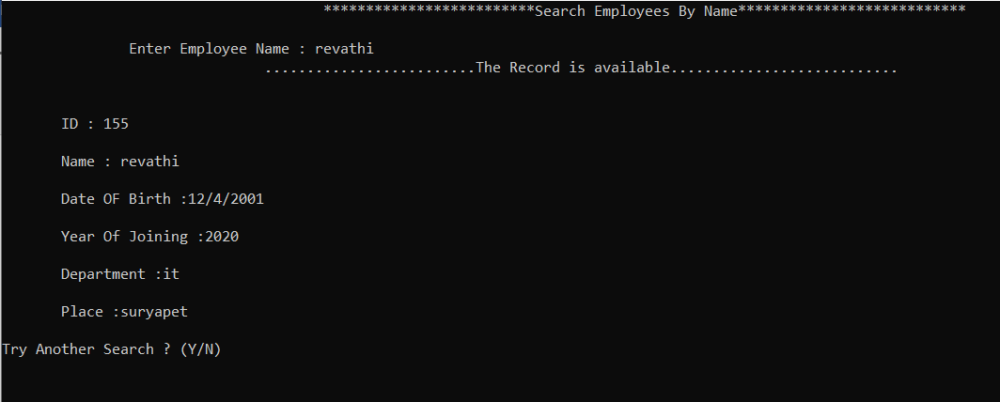 *************************Search Employees By Name***************************
Enter Employee Name : revathi
.........................The Record is available...........................
ID : 155
Name : revathi
Date OF Birth :12/4/2001
Year Of Joining :2020
Department :it
Place :suryapet
Try Another Search ? (Y/N)